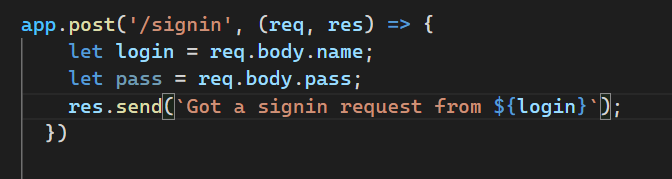 app.post('/signin', (req, res) => {
let login = req.body.name;
let pass = req.body.pass;
res.send(`Got a signin request from ${login}`);
})